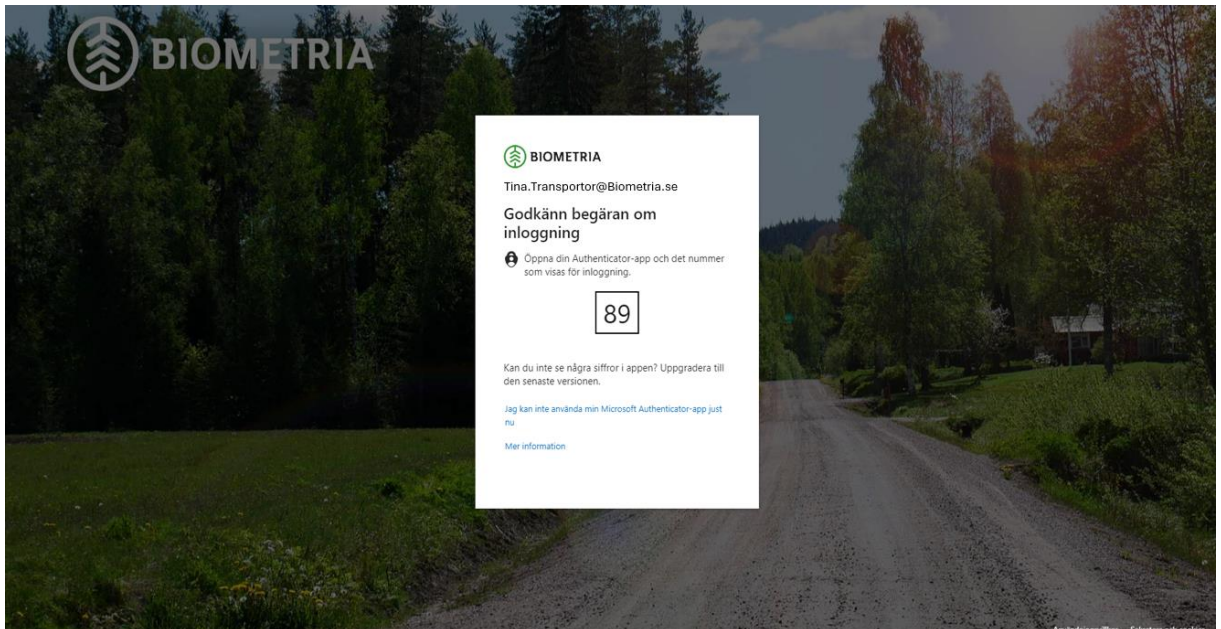 BIOMETRIA
BIOMETRIA
Tina.Transportor@Biometria.se
Godkänn begäran om
inloggning
Öppna din Authenticator-app och det nummer
som visas för inloggning.
89
Kan du inte se några siffror i appen? Uppgradera till
den senaste versionen.
Jag kan inte använda min Microsoft Authenticator-app just
nu
Mer information